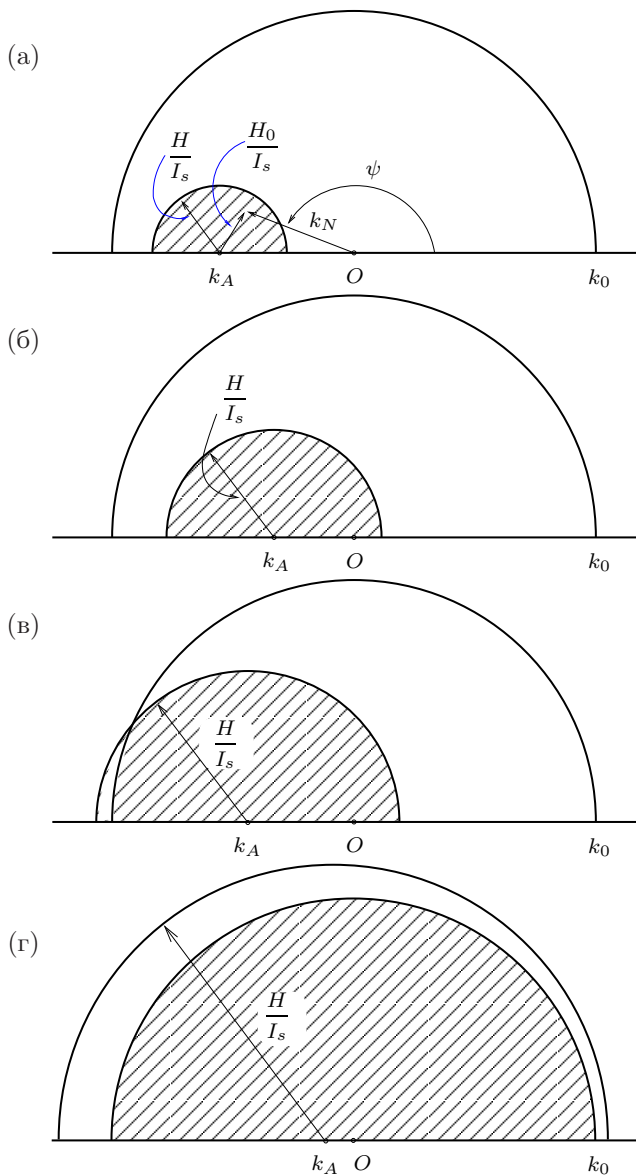 (а)
H
I_s
H_0
I_s
ψ
k_N
k_A
O
k_0
(б)
H
I_s
k_A
O
k_0
(в)
H
I_s
k_A
O
k_0
(г)
H
I_s
k_A
O
k_0